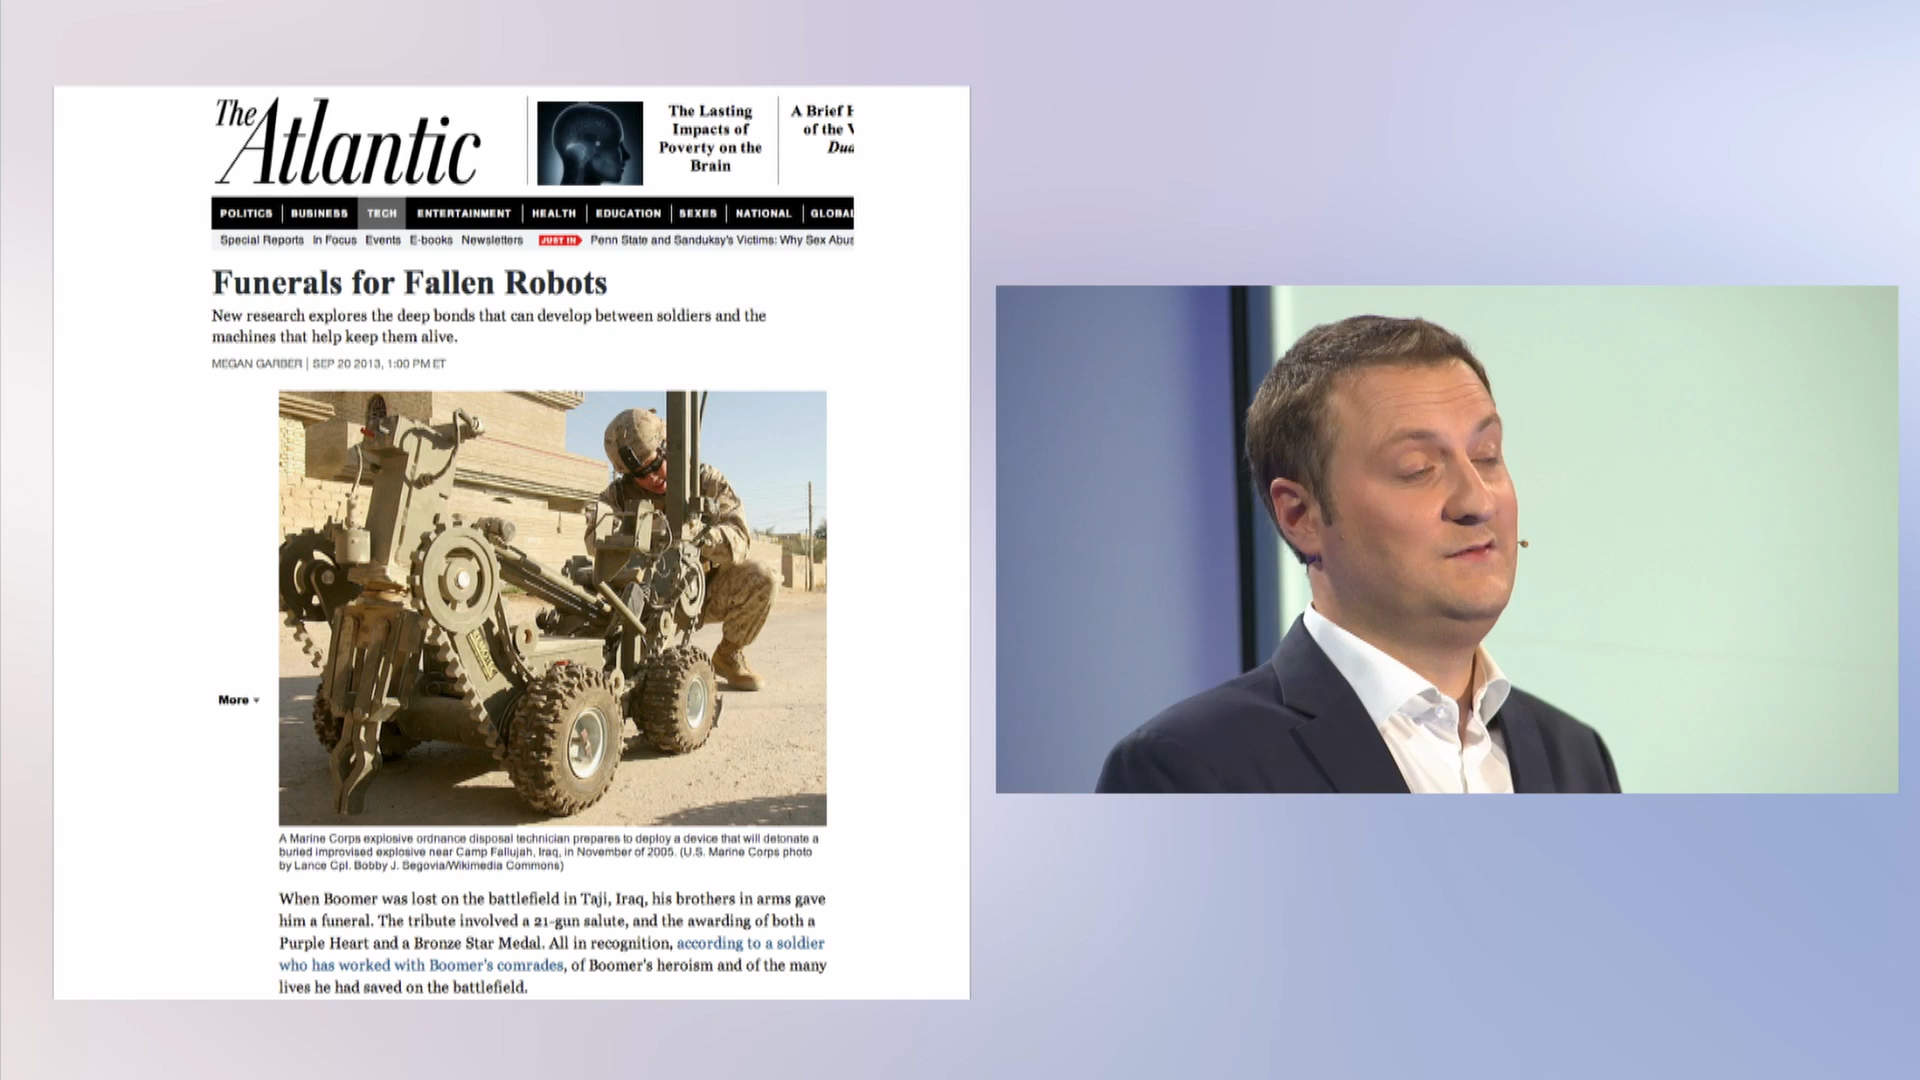 The Atlantic
The Lasting
Impacts of
Poverty on the
Brain
A Brief
of the
POLITICS BUSINESS TECH ENTERTAINMENT HEALTH EDUCATION SEXES NATIONAL GLOBAL
Special Reports In Focus Events E-books Newsletters JUST IN Penn State and Sandusky's Victims: Why Sex Abus
Funerals for Fallen Robots
New research explores the deep bonds that can develop between soldiers and the
machines that help keep them alive.
MEGAN GARBER | SEP 20 2013, 1:00 PM ET
More
A Marine Corps explosive ordnance disposal technician prepares to deploy a device that will detonate a
buried improvised explosive near Camp Fallujah, Iraq, in November of 2005. (U.S. Marine Corps photo
by Lance Cpl. Bobby J. Segovia/Wikimedia Commons)
When Boomer was lost on the battlefield in Taji, Iraq, his brothers in arms gave
him a funeral. The tribute involved a 21-gun salute, and the awarding of both a
Purple Heart and a Bronze Star Medal. All in recognition, according to a soldier
who has worked with Boomer's comrades, of Boomer's heroism and of the many
lives he had saved on the battlefield.